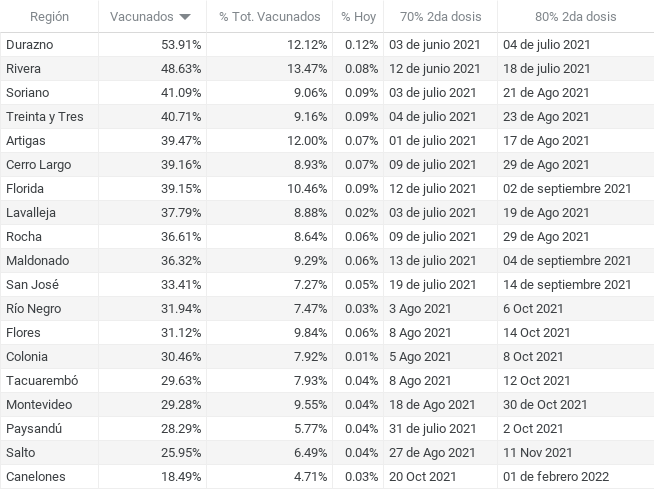 Región Vacunados % Tot. Vacunados % Hoy 70% 2da dosis 80% 2da dosis
Durazno 53.91% 12.12% 0.12% 03 de junio 2021 04 de julio 2021
Rivera 48.63% 13.47% 0.08% 12 de junio 2021 18 de julio 2021
Soriano 41.09% 9.06% 0.09% 03 de julio 2021 21 de Ago 2021
Treinta y Tres 40.71% 9.16% 0.09% 04 de julio 2021 23 de Ago 2021
Artigas 39.47% 12.00% 0.07% 01 de julio 2021 17 de Ago 2021
Cerro Largo 39.16% 8.93% 0.07% 09 de julio 2021 29 de Ago 2021
Florida 39.15% 10.46% 0.09% 12 de julio 2021 02 de septiembre 2021
Lavalleja 37.79% 8.88% 0.02% 03 de julio 2021 19 de Ago 2021
Rocha 36.61% 8.64% 0.06% 09 de julio 2021 29 de Ago 2021
Maldonado 36.32% 9.29% 0.06% 13 de julio 2021 04 de septiembre 2021
San José 33.41% 7.27% 0.05% 19 de julio 2021 14 de septiembre 2021
Río Negro 31.94% 7.47% 0.03% 3 Ago 2021 6 Oct 2021
Flores 31.12% 9.84% 0.06% 8 Ago 2021 14 Oct 2021
Colonia 30.46% 7.92% 0.01% 5 Ago 2021 8 Oct 2021
Tacuarembó 29.63% 7.93% 0.04% 8 Ago 2021 12 Oct 2021
Montevideo 29.28% 9.55% 0.04% 18 de Ago 2021 30 de Oct 2021
Paysandú 28.29% 5.77% 0.04% 31 de julio 2021 2 Oct 2021
Salto 25.95% 6.49% 0.04% 27 de Ago 2021 11 Nov 2021
Canelones 18.49% 4.71% 0.03% 20 Oct 2021 01 de febrero 2022